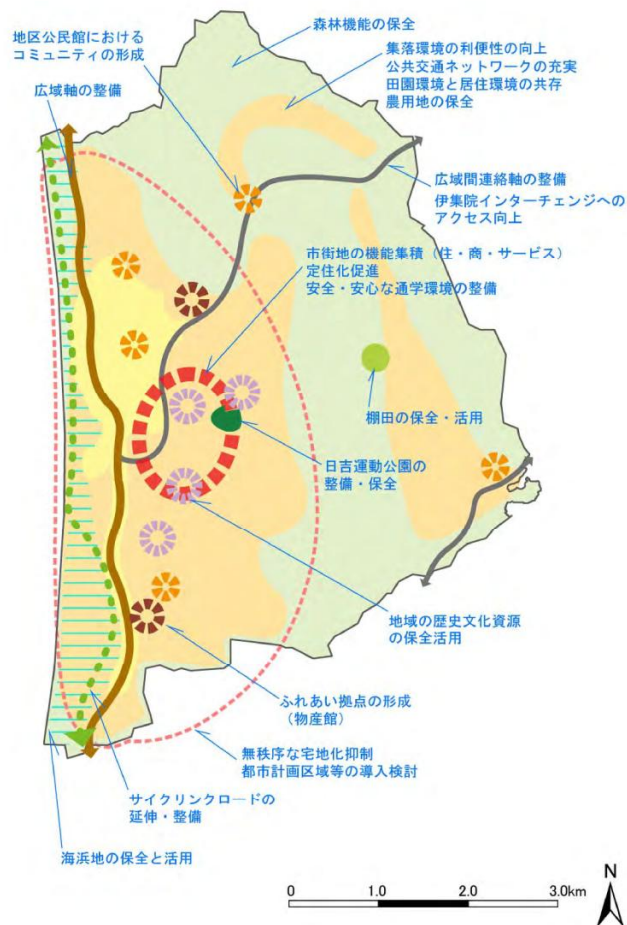 森林機能の保全
地区公民館における
コミュニティの形成
集落環境の利便性の向上
公共交通ネットワークの充実
田園環境と居住環境の共存
農用地の保全
広域軸の整備
広域間連絡軸の整備
伊集院インターチェンジへの
アクセス向上
市街地の機能集積（住・商・サービス）
定住化促進
安全・安心な通学環境の整備
棚田の保全・活用
日吉運動公園の
整備・保全
地域の歴史文化資源
の保全活用
ふれあい拠点の形成
（物産館）
無秩序な宅地化抑制
都市計画区域等の導入検討
サイクリンクロードの
延伸・整備
海浜地の保全と活用
0 1.0 2.0 3.0km
N